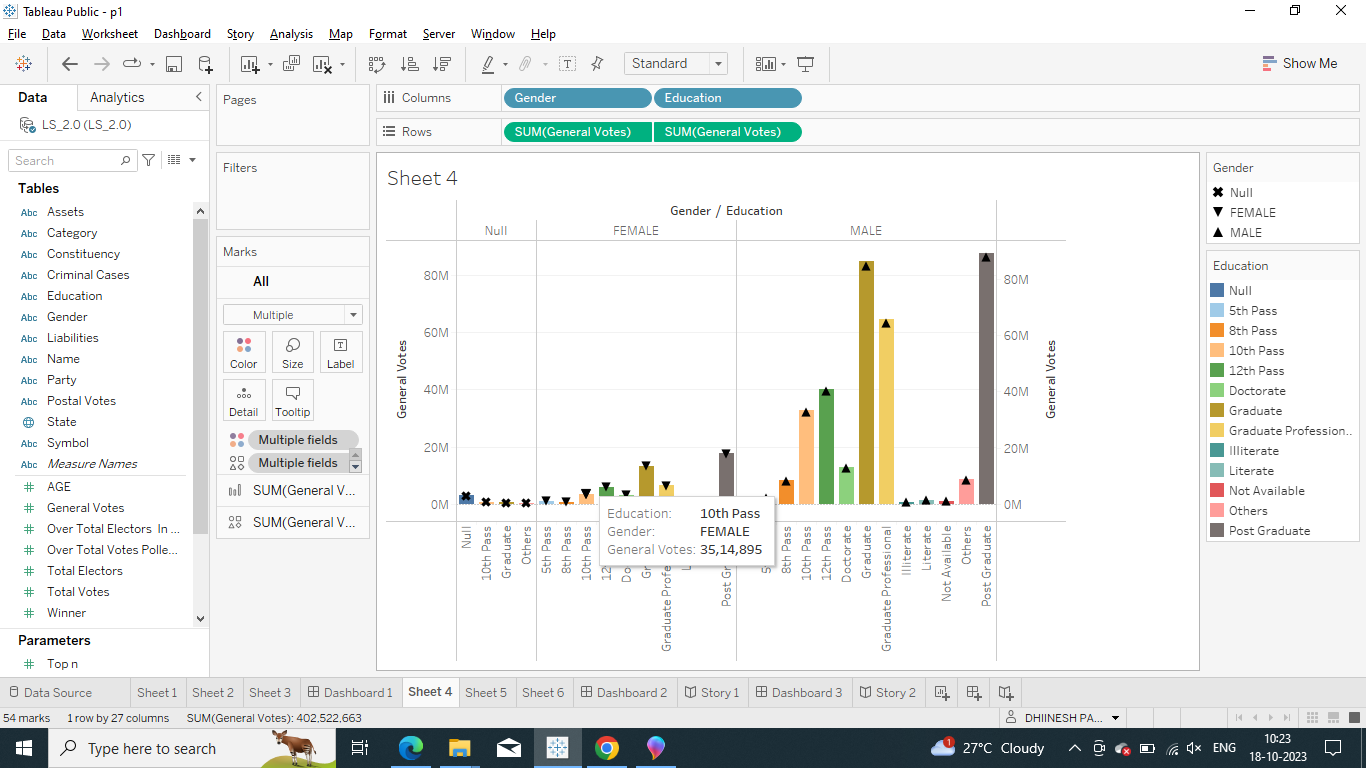 Tableau Public - p1
File Data Worksheet Dashboard Story Analysis Map Format Server Window Help
Standard
Show Me
Data Analytics
LS_2.0 (LS_2.0)
Search
Tables
Abc Assets
Abc Category
Abc Constituency
Abc Criminal Cases
Abc Education
Abc Gender
Abc Liabilities
Abc Name
Abc Party
Abc Postal Votes
State
Abc Symbol
Abc Measure Names
# AGE
# General Votes
# Over Total Electors In ...
# Over Total Votes Polle...
# Total Electors
# Total Votes
# Winner
Parameters
# Top n
Pages
Filters
Marks
All
Multiple
Color Size Label
Detail Tooltip
Multiple fields
Multiple fields
SUM(General V...
SUM(General V...
Columns Gender Education
Rows SUM(General Votes) SUM(General Votes)
Sheet 4
Gender / Education
Null FEMALE MALE
General Votes
80M
60M
40M
20M
0M
80M
60M
40M
20M
0M
General Votes
Null
10th Pass
Graduate
Others
5th Pass
8th Pass
10th Pass
Graduate Profes
Post Gr
8th Pass
10th Pass
12th Pass
Doctorate
Graduate
Graduate Professional
Illiterate
Literate
Not Available
Others
Post Graduate
Education: 10th Pass
Gender: FEMALE
General Votes: 35,14,895
Gender
Null
FEMALE
MALE
Education
Null
5th Pass
8th Pass
10th Pass
12th Pass
Doctorate
Graduate
Graduate Profession..
Illiterate
Literate
Not Available
Others
Post Graduate
Data Source Sheet 1 Sheet 2 Sheet 3 Dashboard 1 Sheet 4 Sheet 5 Sheet 6 Dashboard 2 Story 1 Dashboard 3 Story 2
54 marks 1 row by 27 columns SUM(General Votes): 402,522,663
DHINESH PA...
Type here to search
1
27°C Cloudy
ENG
10:23
18-10-2023